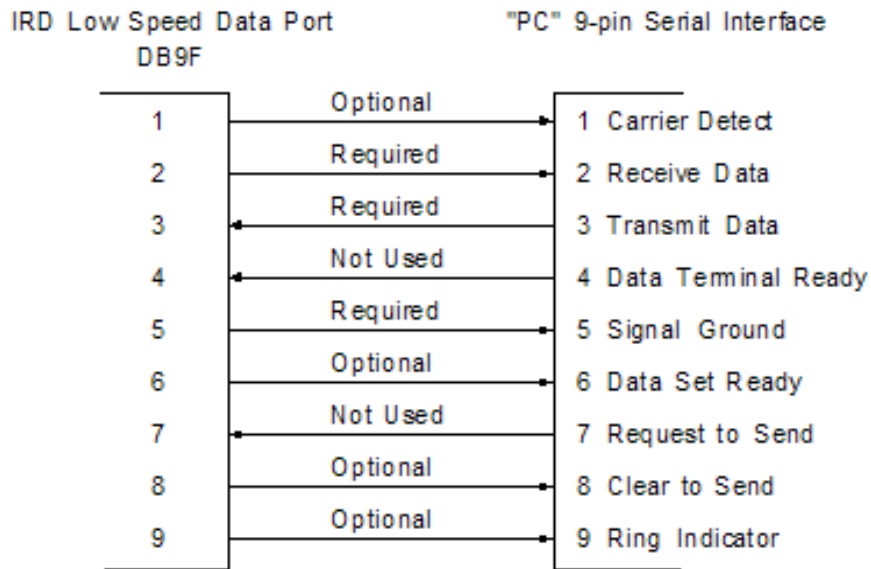 IRD Low Speed Data Port "PC" 9-pin Serial Interface
DB9F
Optional
1 1 Carrier Detect
Required
2 2 Receive Data
Required
3 3 Transmit Data
Not Used
4 4 Data Terminal Ready
Required
5 5 Signal Ground
Optional
6 6 Data Set Ready
Not Used
7 7 Request to Send
Optional
8 8 Clear to Send
Optional
9 9 Ring Indicator